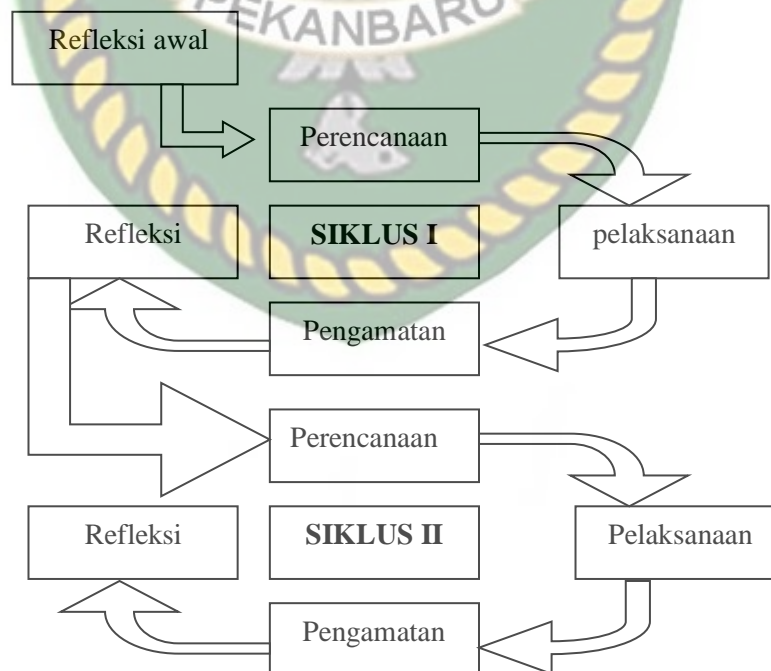 PEKANBARU
Refleksi awal
Perencanaan
Refleksi
SIKLUS I
pelaksanaan
Pengamatan
Perencanaan
Refleksi
SIKLUS II
Pelaksanaan
Pengamatan